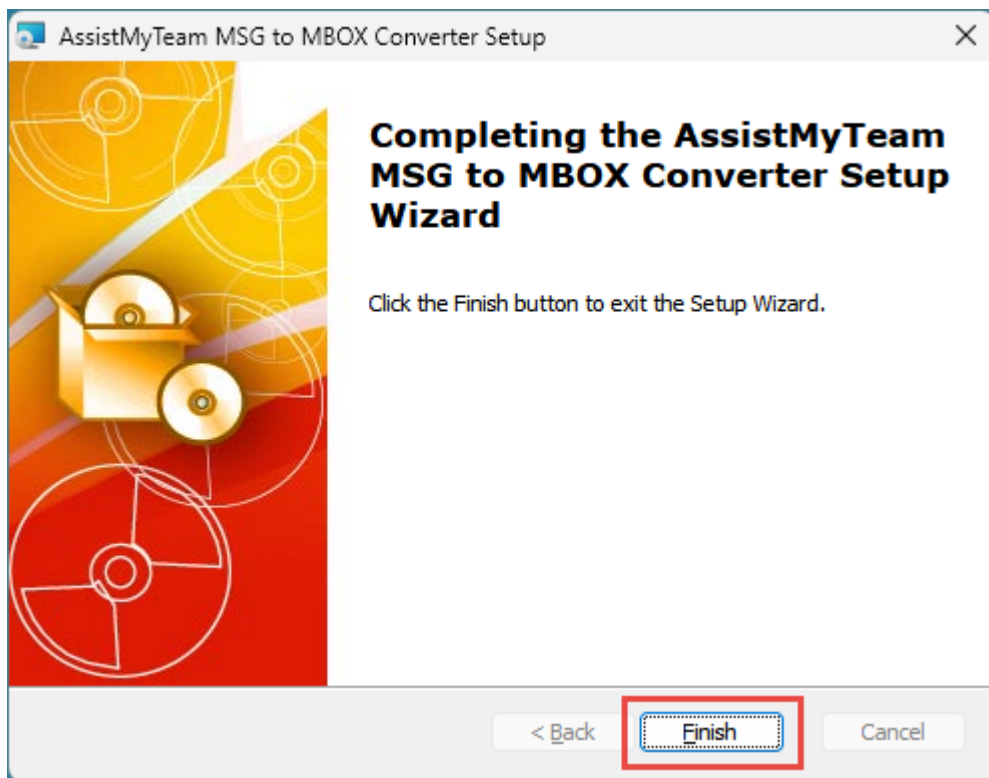 AssistMyTeam MSG to MBOX Converter Setup
Completing the AssistMyTeam
MSG to MBOX Converter Setup
Wizard
Click the Finish button to exit the Setup Wizard.
< Back Finish Cancel